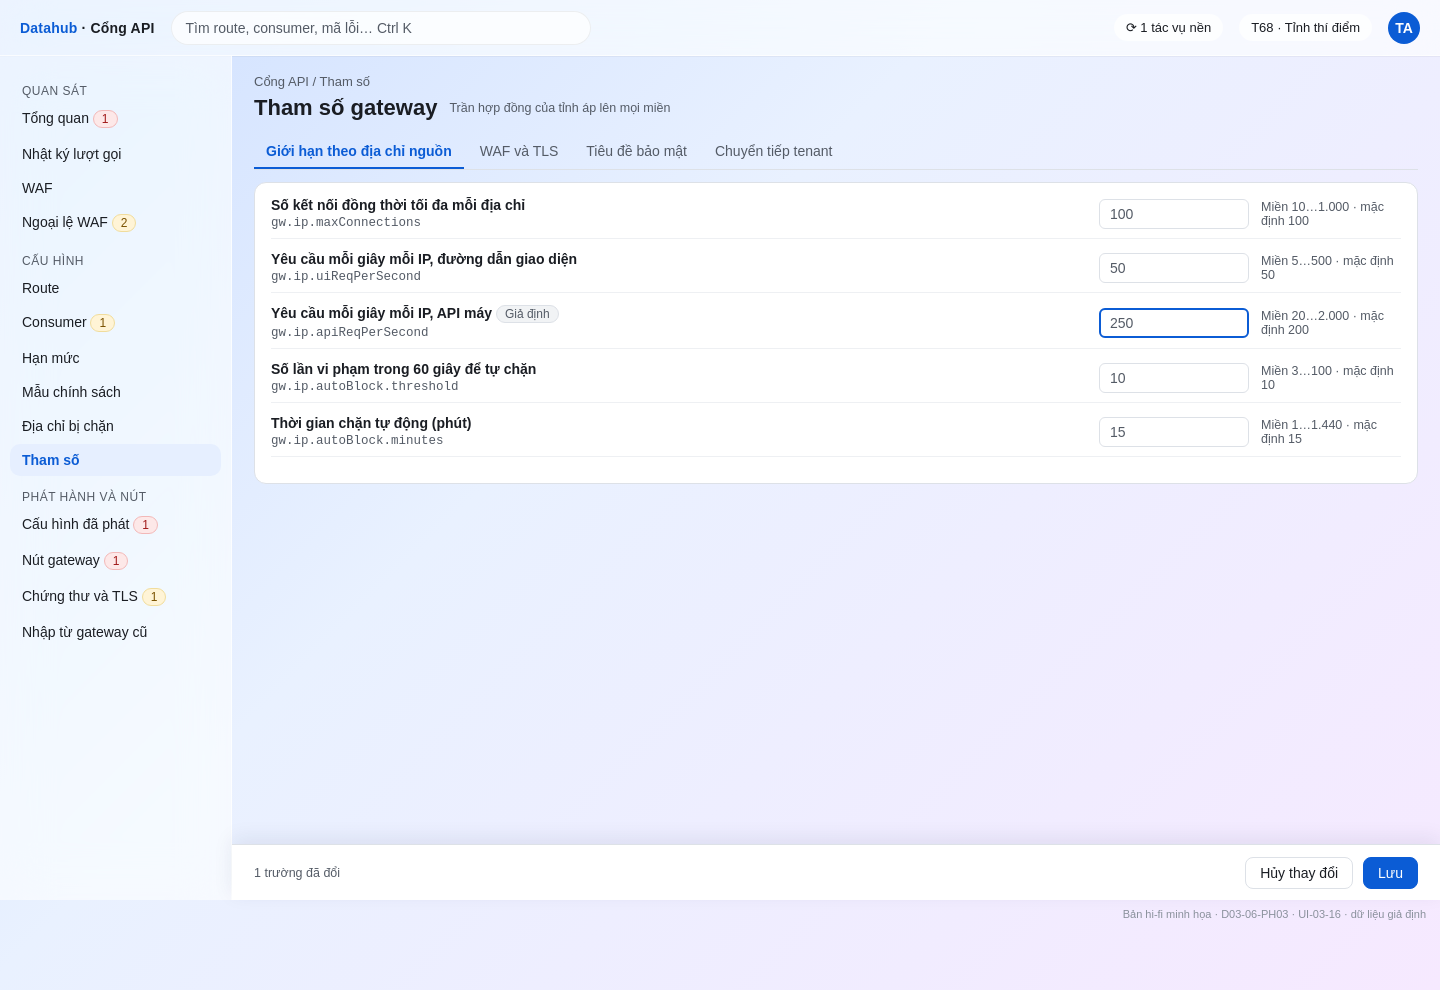 Datahub · Cổng API
Tìm route, consumer, mã lỗi… Ctrl K
⟳ 1 tác vụ nền
T68 · Tỉnh thí điểm
TA
QUAN SÁT
Tổng quan 1
Nhật ký lượt gọi
WAF
Ngoại lệ WAF 2
CẤU HÌNH
Route
Consumer 1
Hạn mức
Mẫu chính sách
Địa chỉ bị chặn
Tham số
PHÁT HÀNH VÀ NÚT
Cấu hình đã phát 1
Nút gateway 1
Chứng thư và TLS 1
Nhập từ gateway cũ
Cổng API / Tham số
Tham số gateway
Trần hợp đồng của tỉnh áp lên mọi miền
Giới hạn theo địa chỉ nguồn
WAF và TLS
Tiêu đề bảo mật
Chuyển tiếp tenant
Số kết nối đồng thời tối đa mỗi địa chỉ
gw.ip.maxConnections
100
Miền 10…1.000 · mặc
định 100
Yêu cầu mỗi giây mỗi IP, đường dẫn giao diện
gw.ip.uiReqPerSecond
50
Miền 5…500 · mặc định
50
Yêu cầu mỗi giây mỗi IP, API máy Giả định
gw.ip.apiReqPerSecond
250
Miền 20…2.000 · mặc
định 200
Số lần vi phạm trong 60 giây để tự chặn
gw.ip.autoBlock.threshold
10
Miền 3…100 · mặc định
10
Thời gian chặn tự động (phút)
gw.ip.autoBlock.minutes
15
Miền 1…1.440 · mặc
định 15
1 trường đã đổi
Hủy thay đổi
Lưu
Bản hi-fi minh họa · D03-06-PH03 · UI-03-16 · dữ liệu giả định